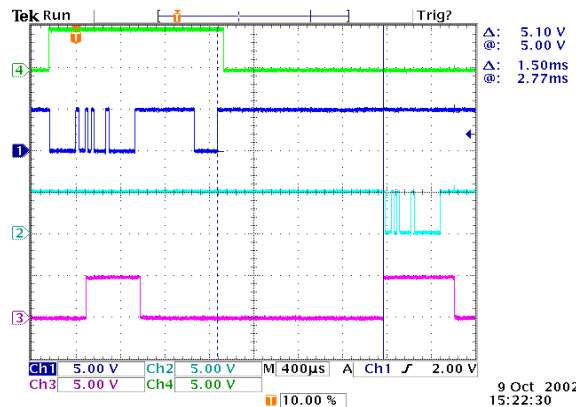 Tek Run
Trig?
T
T
Δ: 5.10 V
@: 5.00 V
Δ: 1.50ms
@: 2.77ms
4
1
2
3
Ch1 5.00 V Ch2 5.00 V M 400µs A Ch1 2.00 V
Ch3 5.00 V Ch4 5.00 V
T 10.00 %
9 Oct 2002
15:22:30